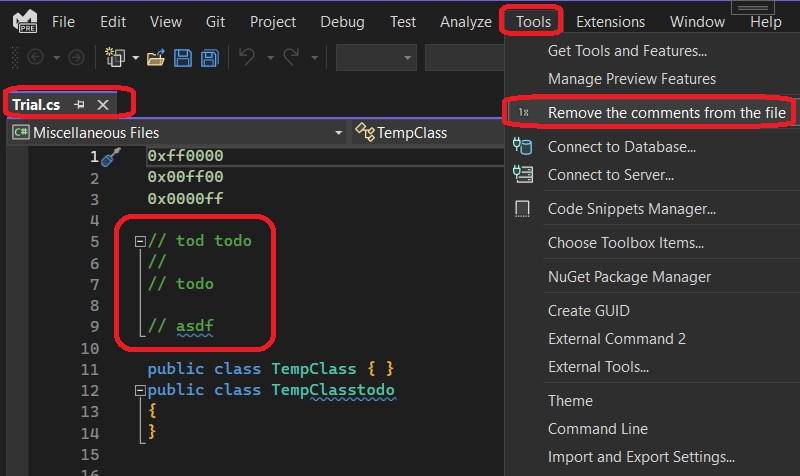 File Edit View Git Project Debug Test Analyze Tools Extensions Window Help
PRE
Trial.cs
C# Miscellaneous Files TempClass
1 0xff0000
2 0x00ff00
3 0x0000ff
4
5 // tod todo
6 //
7 // todo
8
9 // asdf
10
11 public class TempClass { }
12 public class TempClasstodo
13 {
14 }
15
16
Get Tools and Features...
Manage Preview Features
Remove the comments from the file
Connect to Database...
Connect to Server...
Code Snippets Manager...
Choose Toolbox Items...
NuGet Package Manager
Create GUID
External Command 2
External Tools...
Theme
Command Line
Import and Export Settings...